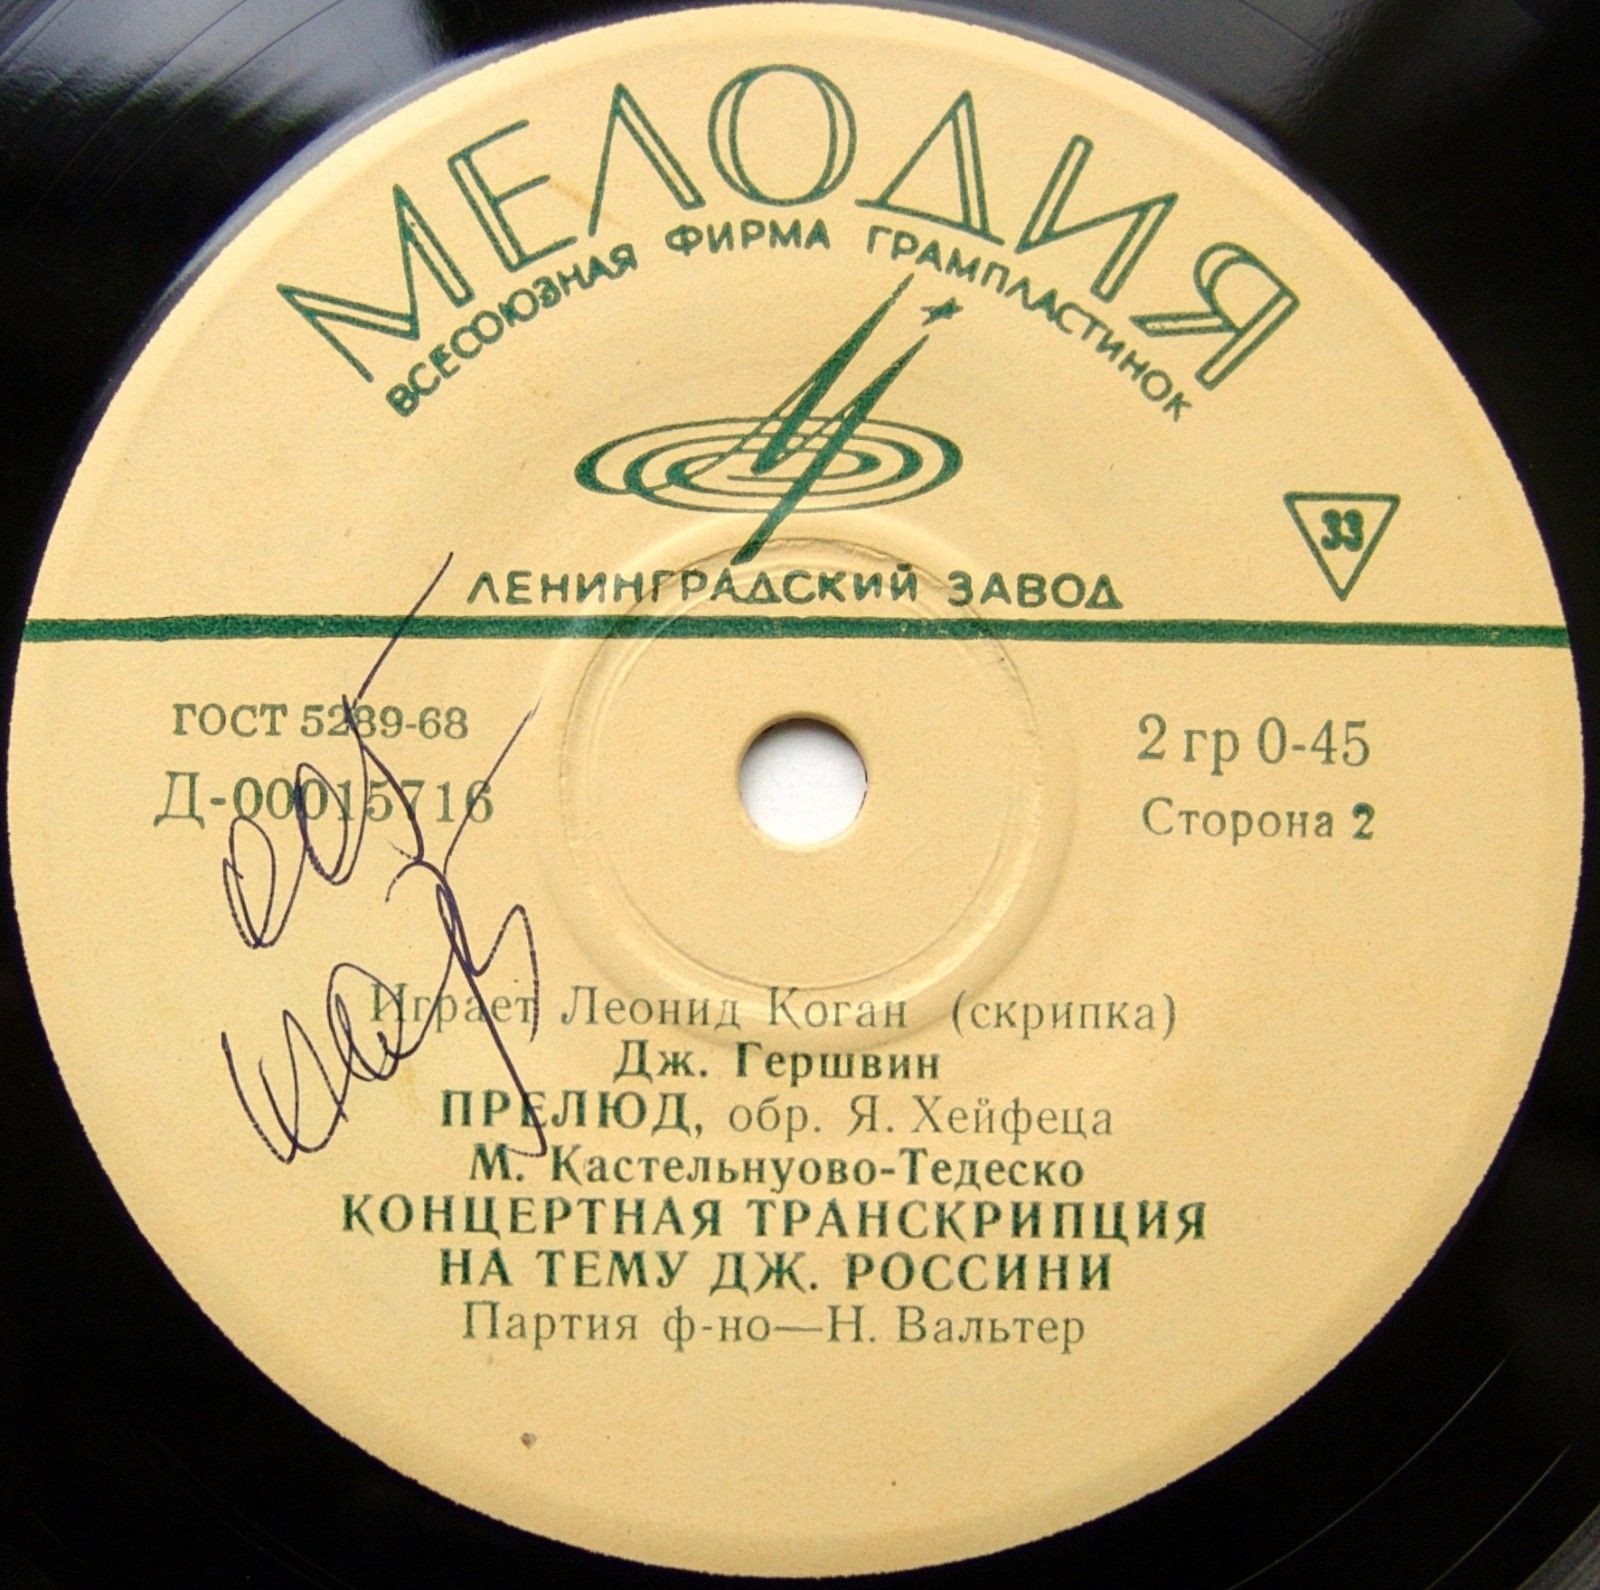 МЕЛОДИЯ
ВСЕСОЮЗНАЯ ФИРМА ГРАМПЛАСТИНОК
33
ЛЕНИНГРАДСКИЙ ЗАВОД
ГОСТ 5289-68
2 гр 0-45
Д-00015716
Сторона 2
Играет Леонид Коган (скрипка)
Дж. Гершвин
ПРЕЛЮД, обр. Я. Хейфеца
М. Кастельнуово-Тедеско
КОНЦЕРТНАЯ ТРАНСКРИПЦИЯ
НА ТЕМУ ДЖ. РОССИНИ
Партия ф-но—Н. Вальтер